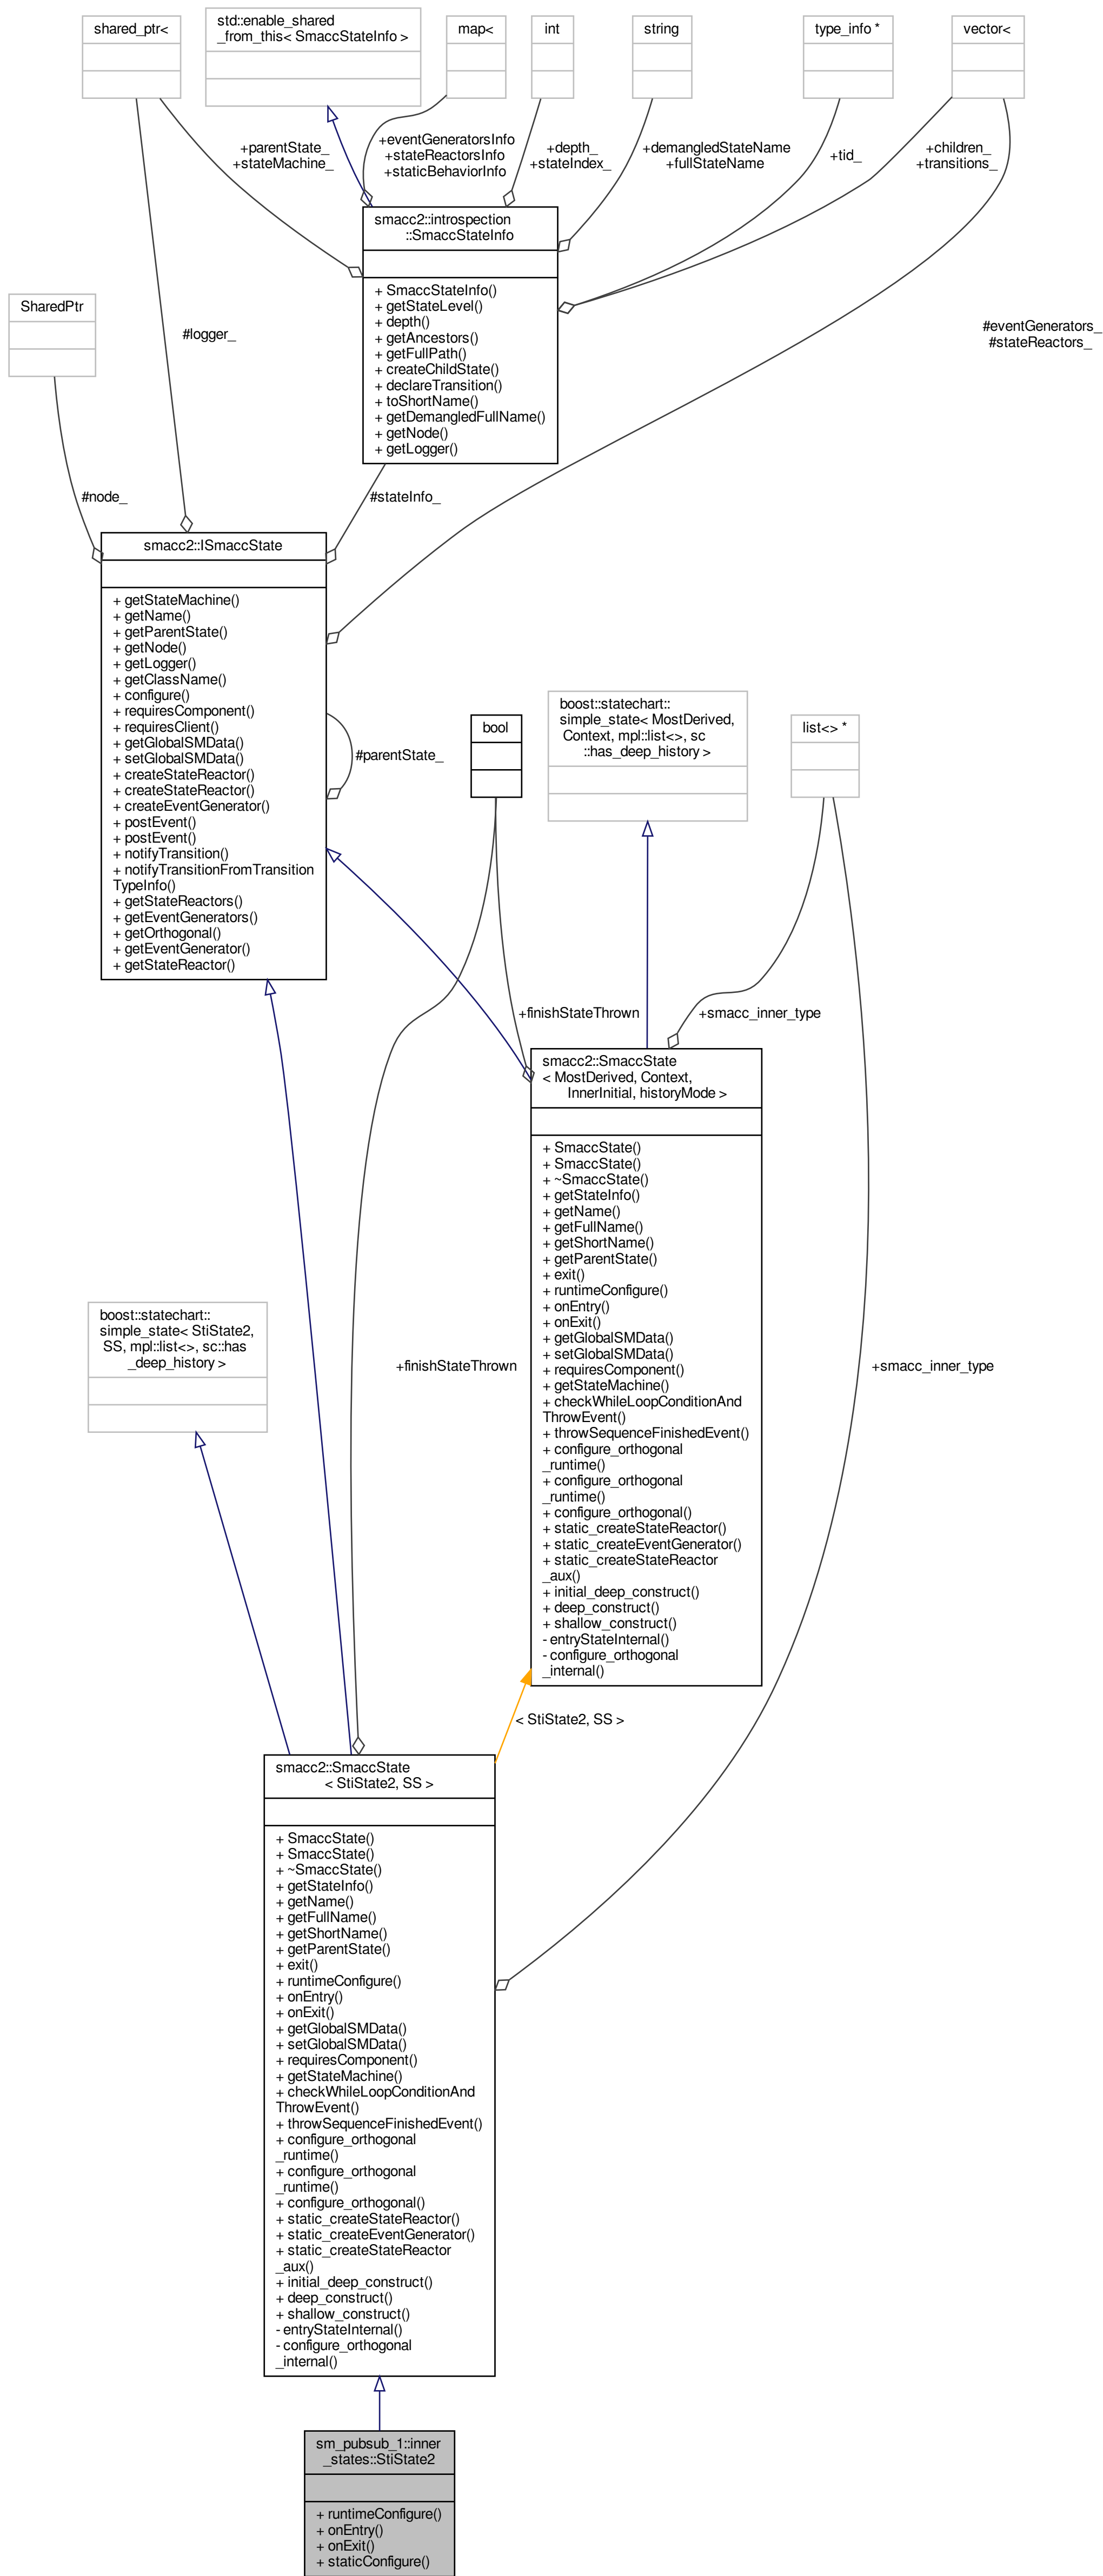 shared_ptr<
std::enable_shared
_from_this< SmaccStateInfo >
map<
int
string
type_info *
vector<
+parentState_
+stateMachine_
+eventGeneratorsInfo
+stateReactorsInfo
+staticBehaviorInfo
+depth_
+stateIndex_
+demangledStateName
+fullStateName
+tid_
+children_
+transitions_
smacc2::introspection
::SmaccStateInfo
+ SmaccStateInfo()
+ getStateLevel()
+ depth()
+ getAncestors()
+ getFullPath()
+ createChildState()
+ declareTransition()
+ toShortName()
+ getDemangledFullName()
+ getNode()
+ getLogger()
SharedPtr
#logger_
#eventGenerators_
#stateReactors_
#node_
#stateInfo_
smacc2::ISmaccState
+ getStateMachine()
+ getName()
+ getParentState()
+ getNode()
+ getLogger()
+ getClassName()
+ configure()
+ requiresComponent()
+ requiresClient()
+ getGlobalSMData()
+ setGlobalSMData()
+ createStateReactor()
+ createStateReactor()
+ createEventGenerator()
+ postEvent()
+ postEvent()
+ notifyTransition()
+ notifyTransitionFromTransition
TypeInfo()
+ getStateReactors()
+ getEventGenerators()
+ getOrthogonal()
+ getEventGenerator()
+ getStateReactor()
#parentState_
bool
boost::statechart::
simple_state< MostDerived,
Context, mpl::list<>, sc
::has_deep_history >
list<> *
+finishStateThrown
+smacc_inner_type
smacc2::SmaccState
< MostDerived, Context,
InnerInitial, historyMode >
+ SmaccState()
+ SmaccState()
+ ~SmaccState()
+ getStateInfo()
+ getName()
+ getFullName()
+ getShortName()
+ getParentState()
+ exit()
+ runtimeConfigure()
+ onEntry()
+ onExit()
+ getGlobalSMData()
+ setGlobalSMData()
+ requiresComponent()
+ getStateMachine()
+ checkWhileLoopConditionAnd
ThrowEvent()
+ throwSequenceFinishedEvent()
+ configure_orthogonal
_runtime()
+ configure_orthogonal
_runtime()
+ configure_orthogonal()
+ static_createStateReactor()
+ static_createEventGenerator()
+ static_createStateReactor
_aux()
+ initial_deep_construct()
+ deep_construct()
+ shallow_construct()
- entryStateInternal()
- configure_orthogonal
_internal()
boost::statechart::
simple_state< StiState2,
SS, mpl::list<>, sc::has
_deep_history >
+finishStateThrown
+smacc_inner_type
< StiState2, SS >
smacc2::SmaccState
< StiState2, SS >
+ SmaccState()
+ SmaccState()
+ ~SmaccState()
+ getStateInfo()
+ getName()
+ getFullName()
+ getShortName()
+ getParentState()
+ exit()
+ runtimeConfigure()
+ onEntry()
+ onExit()
+ getGlobalSMData()
+ setGlobalSMData()
+ requiresComponent()
+ getStateMachine()
+ checkWhileLoopConditionAnd
ThrowEvent()
+ throwSequenceFinishedEvent()
+ configure_orthogonal
_runtime()
+ configure_orthogonal
_runtime()
+ configure_orthogonal()
+ static_createStateReactor()
+ static_createEventGenerator()
+ static_createStateReactor
_aux()
+ initial_deep_construct()
+ deep_construct()
+ shallow_construct()
- entryStateInternal()
- configure_orthogonal
_internal()
sm_pubsub_1::inner
_states::StiState2
+ runtimeConfigure()
+ onEntry()
+ onExit()
+ staticConfigure()